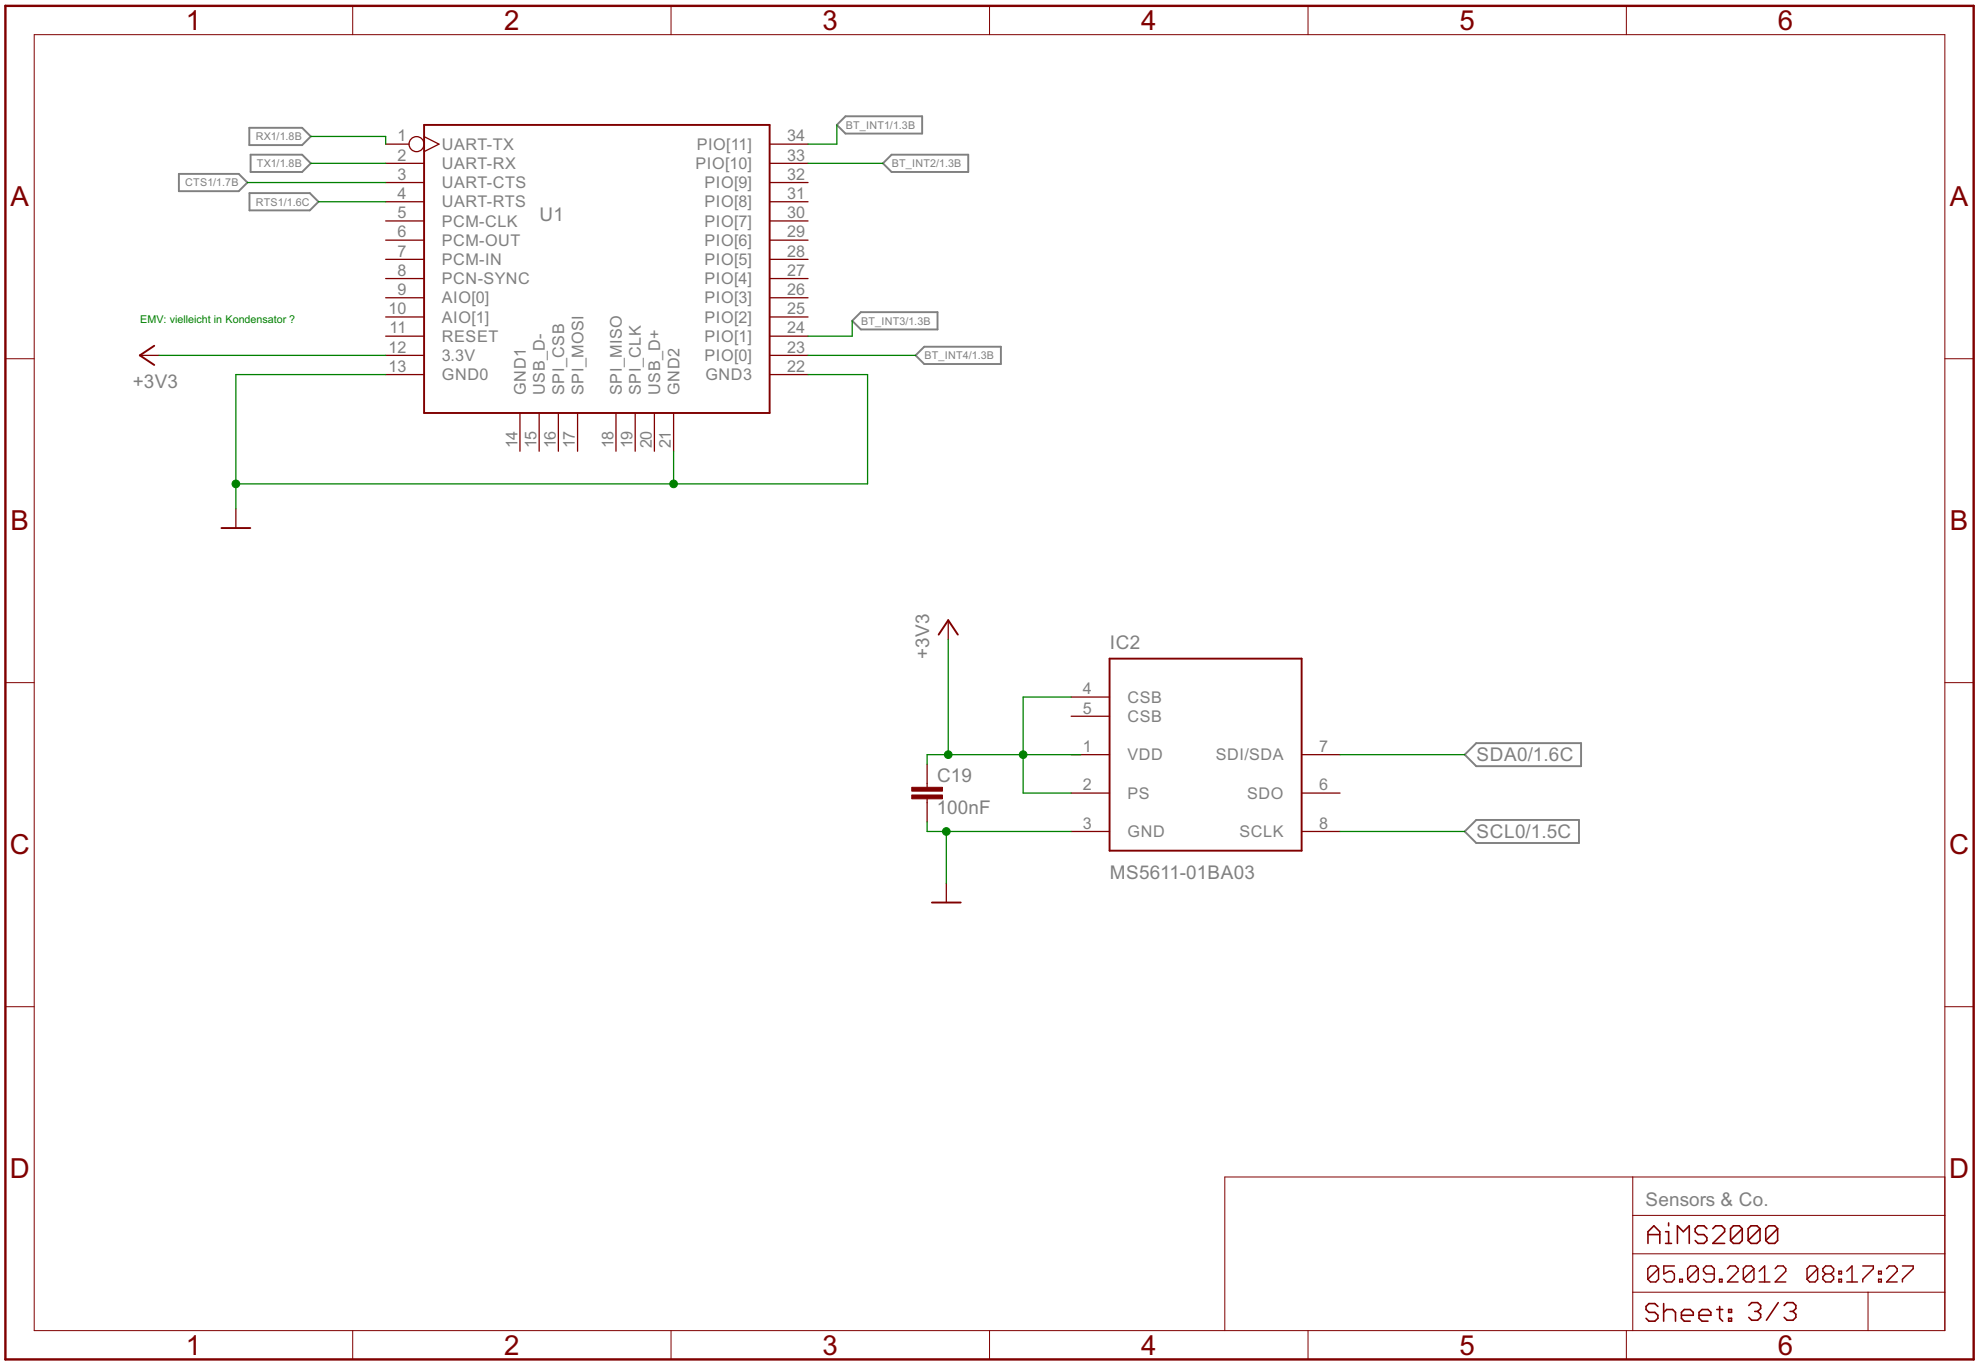 1 2 3 4 5 6
A A
B B
C C
D D
RX1/1.8B
TX1/1.8B
CTS1/1.7B
RTS1/1.6C
1 UART-TX
2 UART-RX
3 UART-CTS
4 UART-RTS
5 PCM-CLK
6 PCM-OUT
7 PCM-IN
8 PCN-SYNC
9 AIO[0]
10 AIO[1]
11 RESET
12 3.3V
13 GND0
U1
EMV: vielleicht in Kondensator ?
+3V3
14 GND1
15 USB_D-
16 SPI_CSB
17 SPI_MOSI
18 SPI_MISO
19 SPI_CLK
20 USB_D+
21 GND2
PIO[11] 34
PIO[10] 33
PIO[9] 32
PIO[8] 31
PIO[7] 30
PIO[6] 29
PIO[5] 28
PIO[4] 27
PIO[3] 26
PIO[2] 25
PIO[1] 24
PIO[0] 23
GND3 22
BT_INT1/1.3B
BT_INT2/1.3B
BT_INT3/1.3B
BT_INT4/1.3B
+3V3
C19
100nF
IC2
4 CSB
5 CSB
1 VDD
2 PS
3 GND
SDI/SDA 7
SDO 6
SCLK 8
MS5611-01BA03
SDA0/1.6C
SCL0/1.5C
Sensors & Co.
AiMS2000
05.09.2012 08:17:27
Sheet: 3/3
1 2 3 4 5 6